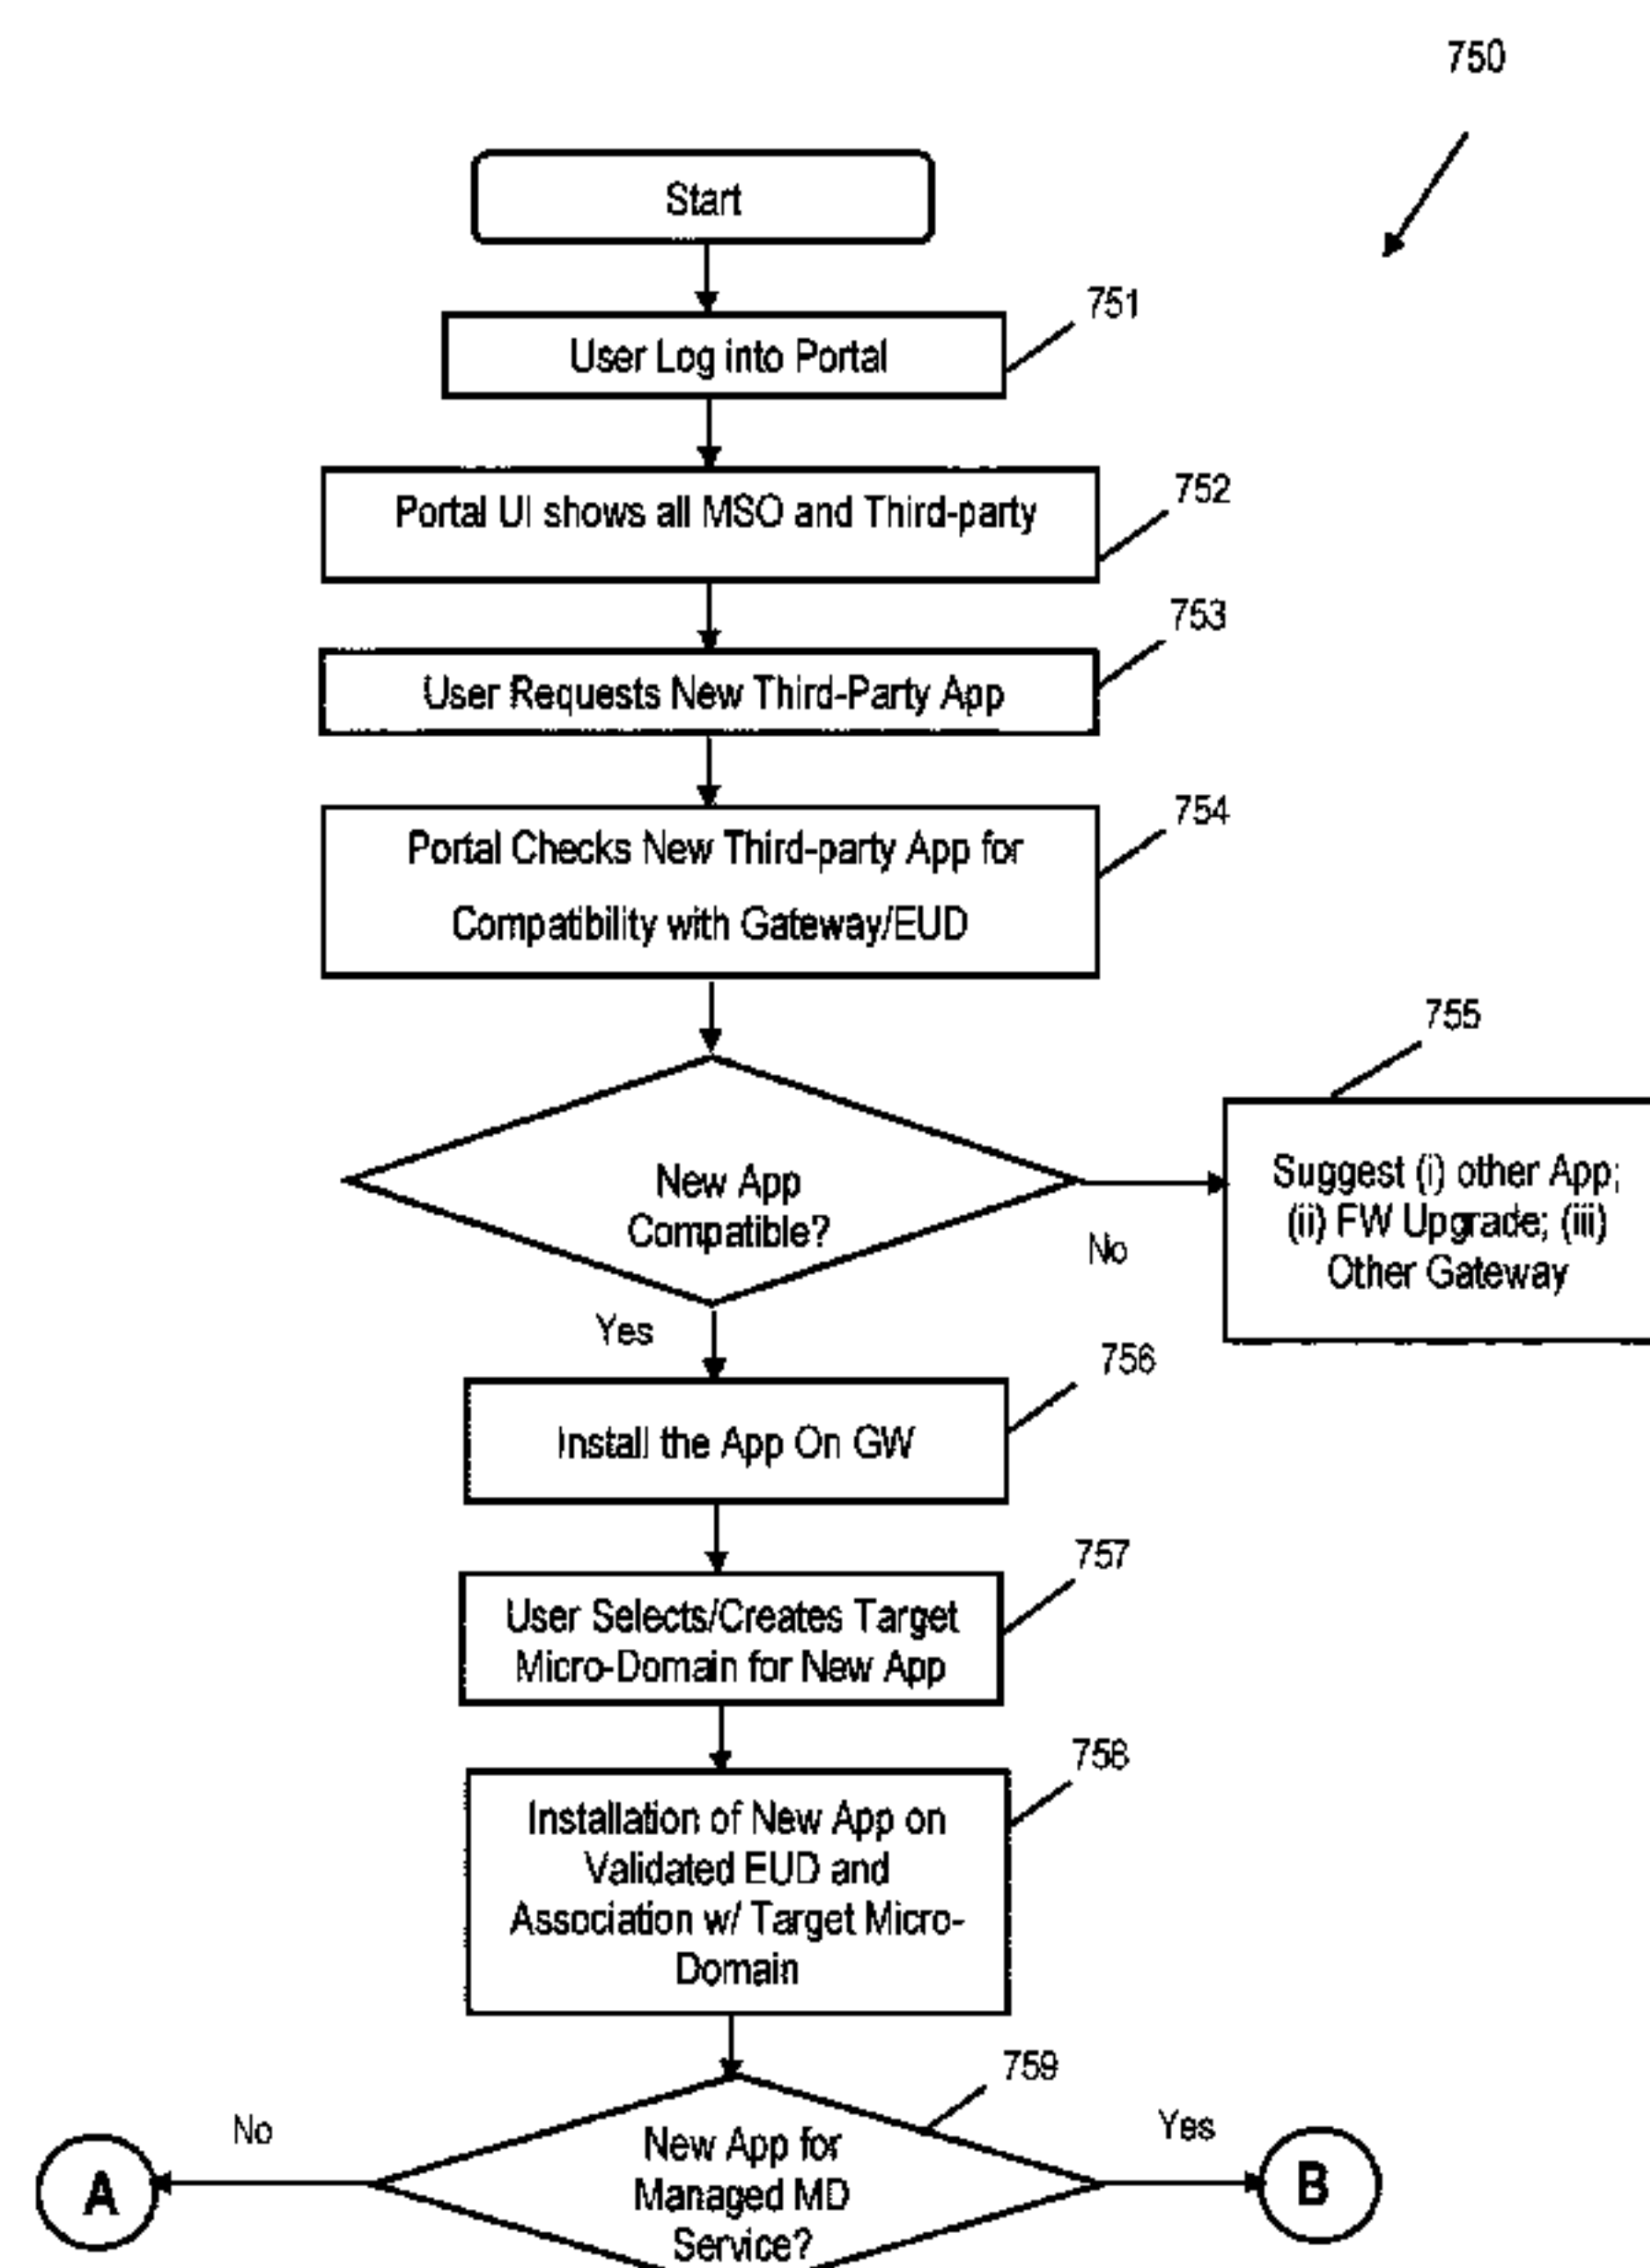 750
Start
751
User Log into Portal
752
Portal UI shows all MSO and Third-party
753
User Requests New Third-Party App
754
Portal Checks New Third-party App for
Compatibility with Gateway/EUD
755
New App
Compatible?
No
Suggest (i) other App;
(ii) FW Upgrade; (iii)
Other Gateway
Yes
756
Install the App On GW
757
User Selects/Creates Target
Micro-Domain for New App
758
Installation of New App on
Validated EUD and
Association w/ Target Micro-
Domain
759
No
Yes
New App for
Managed MD
Service?
A
B